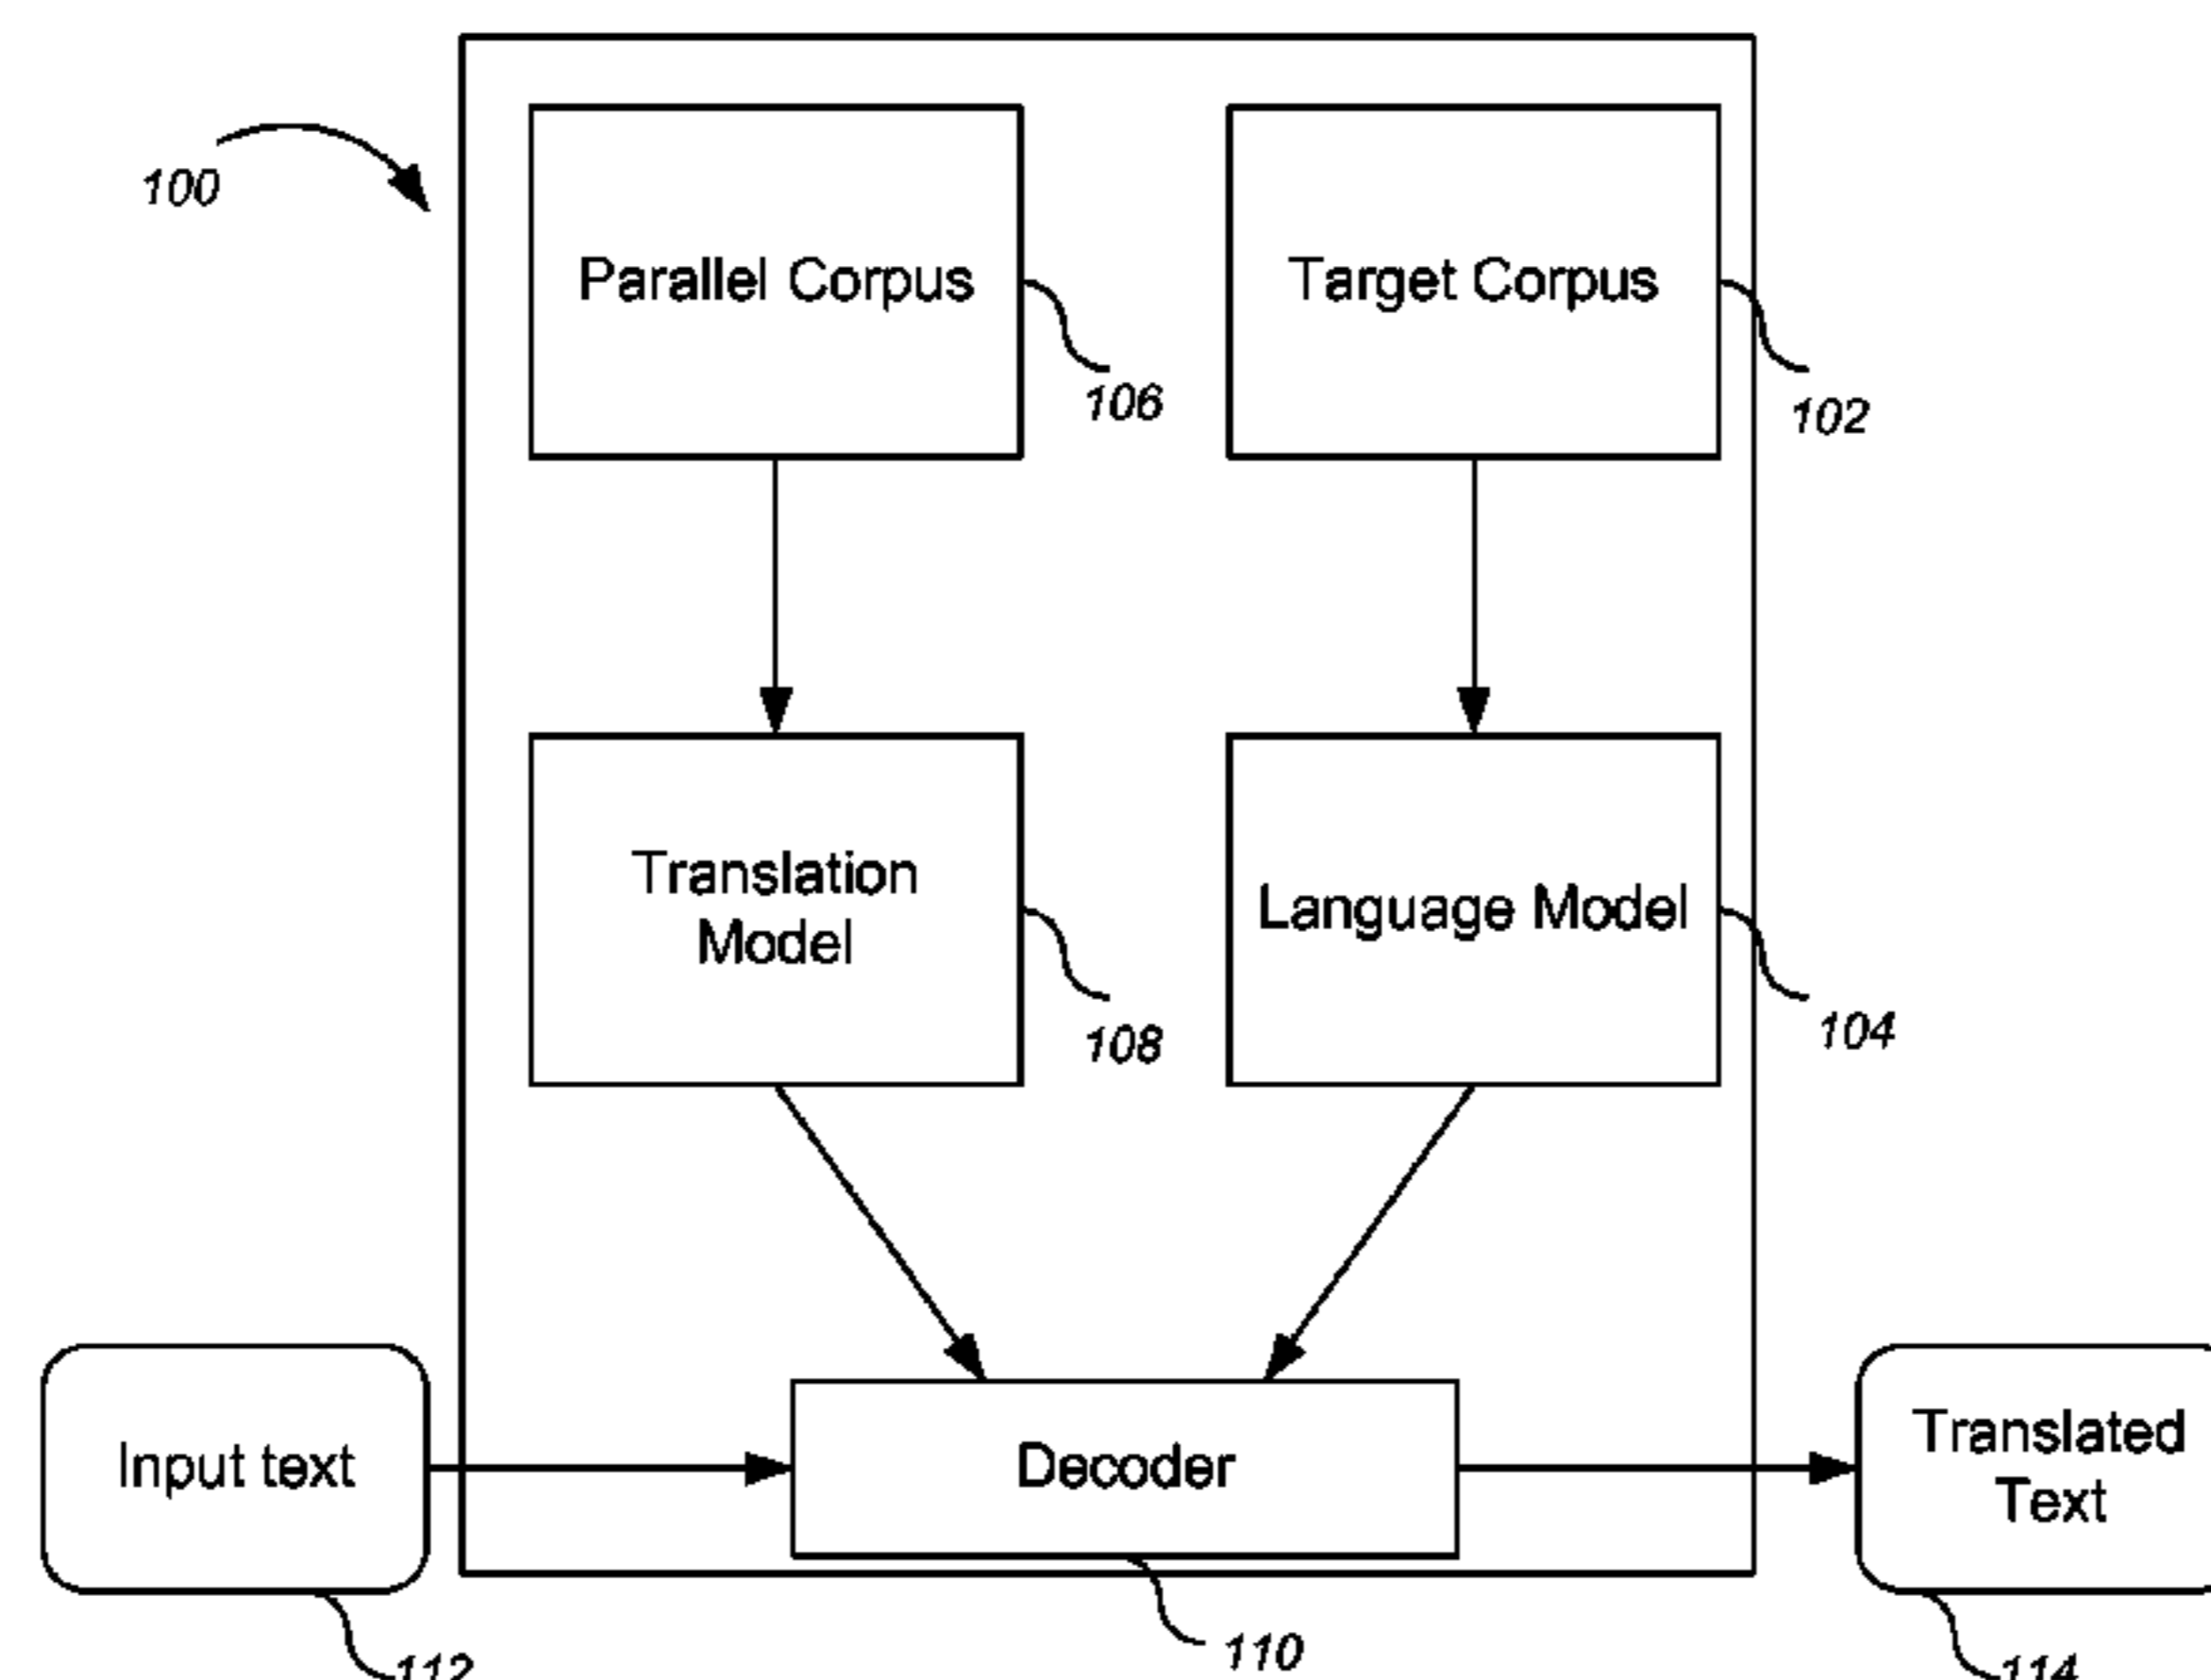 100
Parallel Corpus
Target Corpus
106
102
Translation
Model
Language Model
108
104
Input text
Decoder
Translated
Text
112
110
114